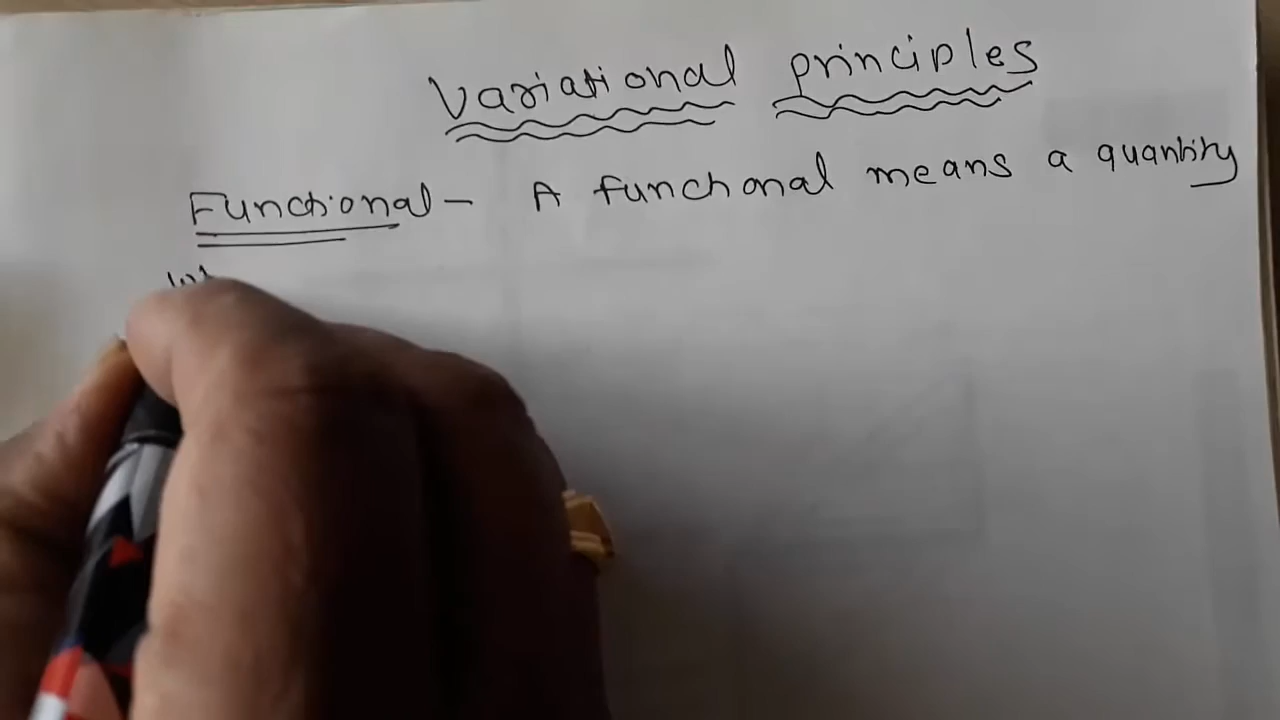 Variational principles
Functional - A functional means a quantity